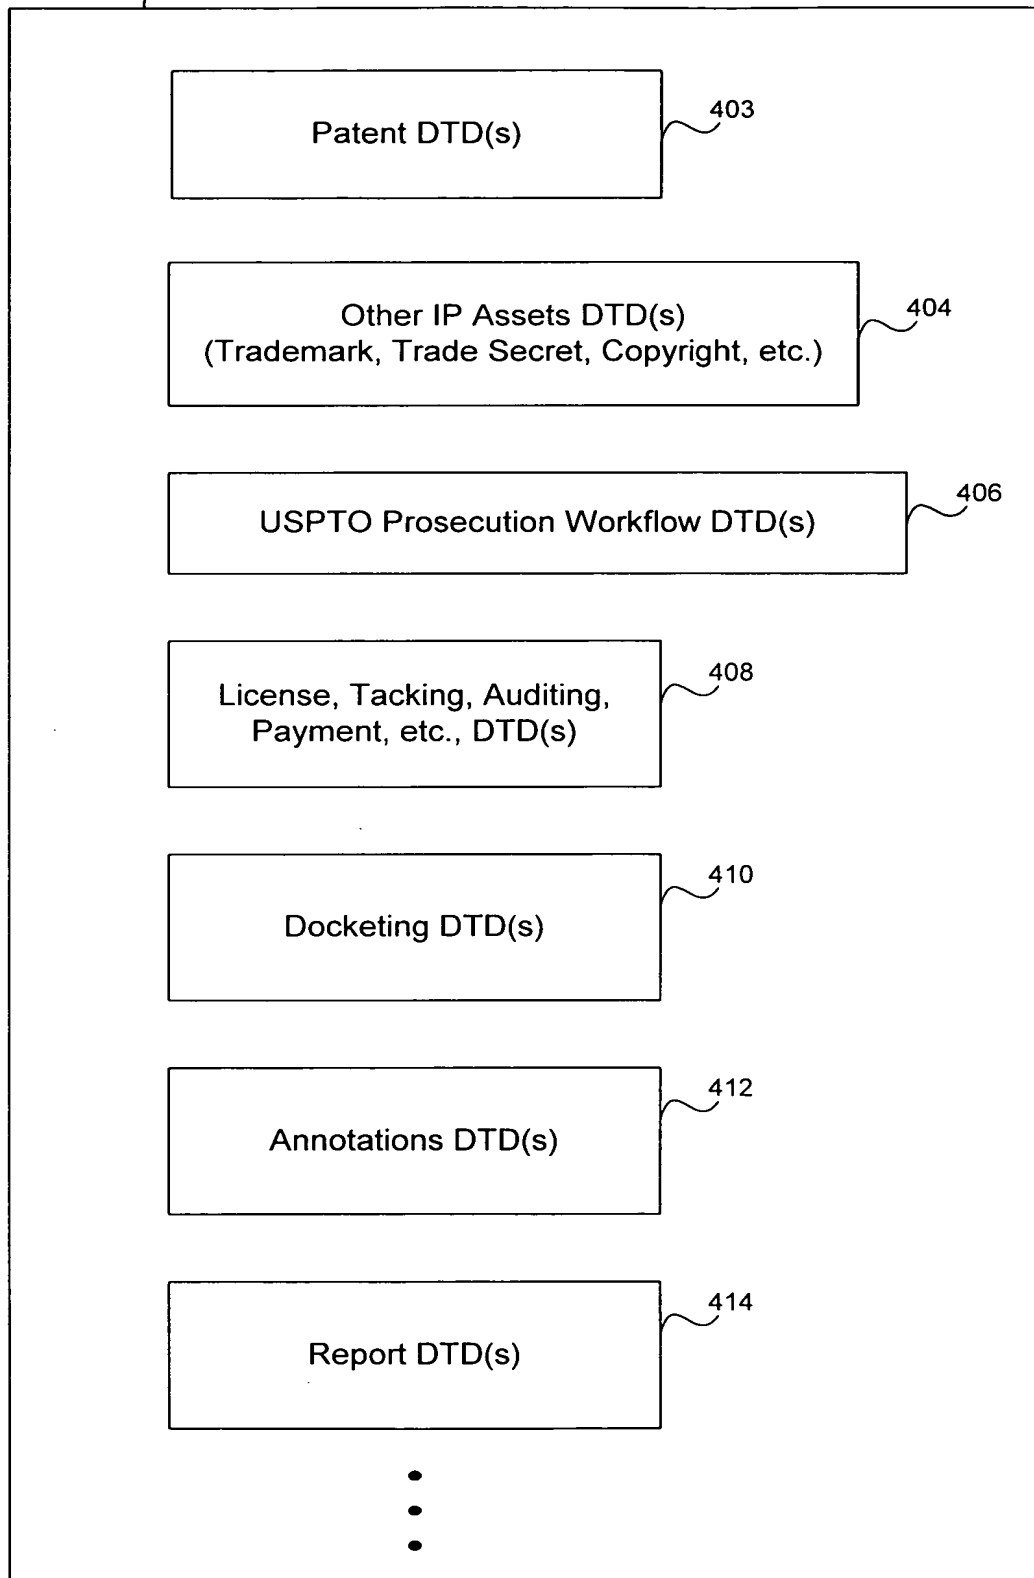 Patent DTD(s)
403
Other IP Assets DTD(s)
(Trademark, Trade Secret, Copyright, etc.)
404
USPTO Prosecution Workflow DTD(s)
406
License, Tacking, Auditing,
Payment, etc., DTD(s)
408
Docketing DTD(s)
410
Annotations DTD(s)
412
Report DTD(s)
414